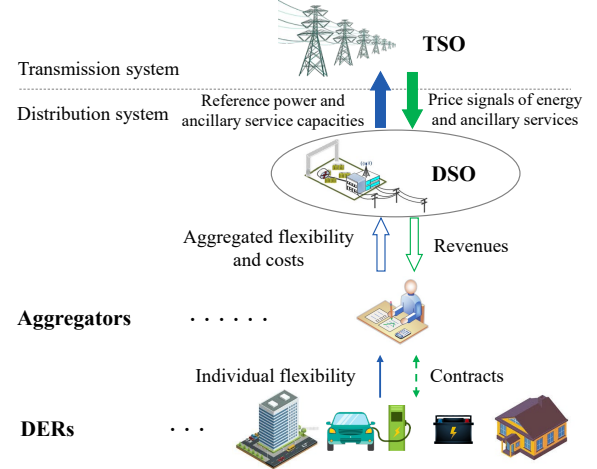 TSO
Transmission system
Distribution system
Reference power and
ancillary service capacities
Price signals of energy
and ancillary services
DSO
Aggregated flexibility
and costs
Revenues
Aggregators
. . . . . .
Individual flexibility
Contracts
DERs
. . .